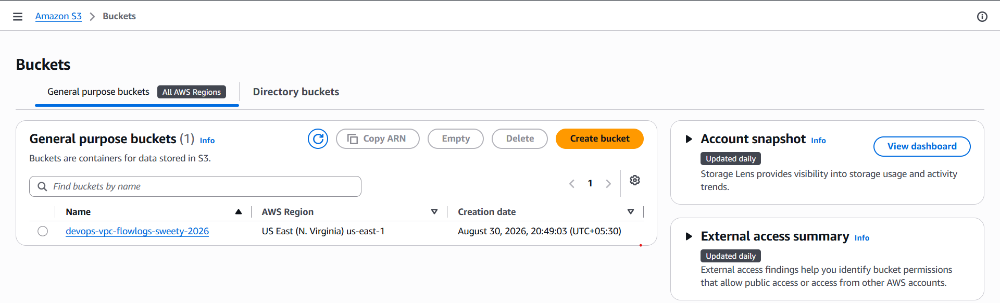 Amazon S3 > Buckets
Buckets
General purpose buckets All AWS Regions Directory buckets
General purpose buckets (1) Info
Copy ARN Empty Delete Create bucket
Buckets are containers for data stored in S3.
Find buckets by name
1
Name AWS Region Creation date
devops-vpc-flowlogs-sweety-2026 US East (N. Virginia) us-east-1 August 30, 2026, 20:49:03 (UTC+05:30)
Account snapshot Info
View dashboard
Updated daily
Storage Lens provides visibility into storage usage and activity
trends.
External access summary Info
Updated daily
External access findings help you identify bucket permissions
that allow public access or access from other AWS accounts.